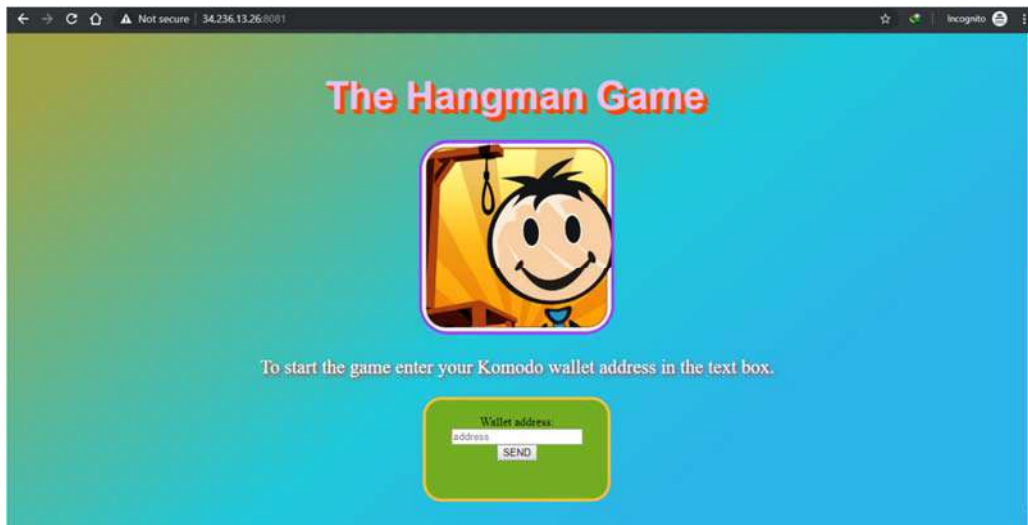 Not secure | 34.236.13.26:8081
Incognito
The Hangman Game
To start the game enter your Komodo wallet address in the text box.
Wallet address:
address
SEND